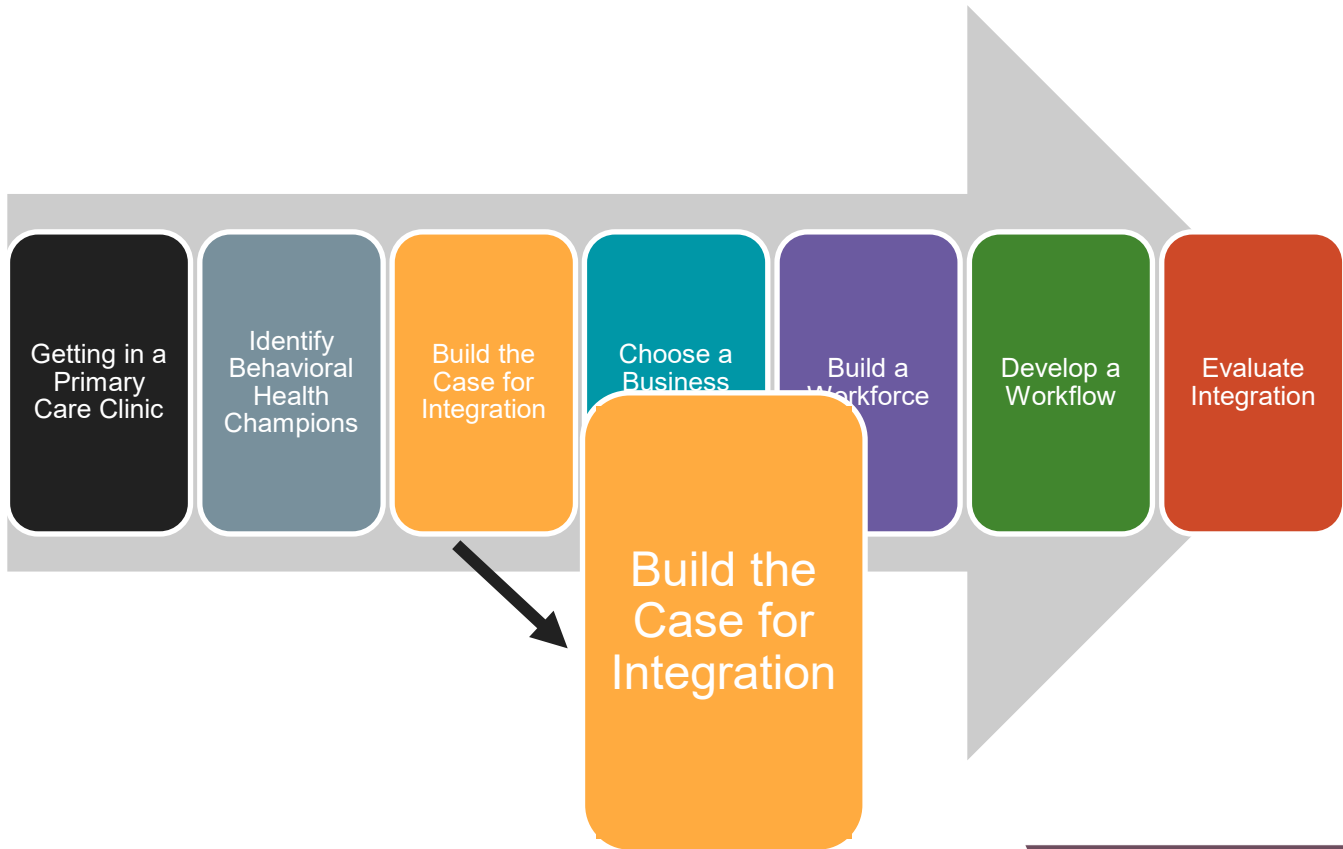 Getting in a
Primary
Care Clinic
Identify
Behavioral
Health
Champions
Build the
Case for
Integration
Choose a
Business
Build a
Workforce
Develop a
Workflow
Evaluate
Integration
Build the
Case for
Integration